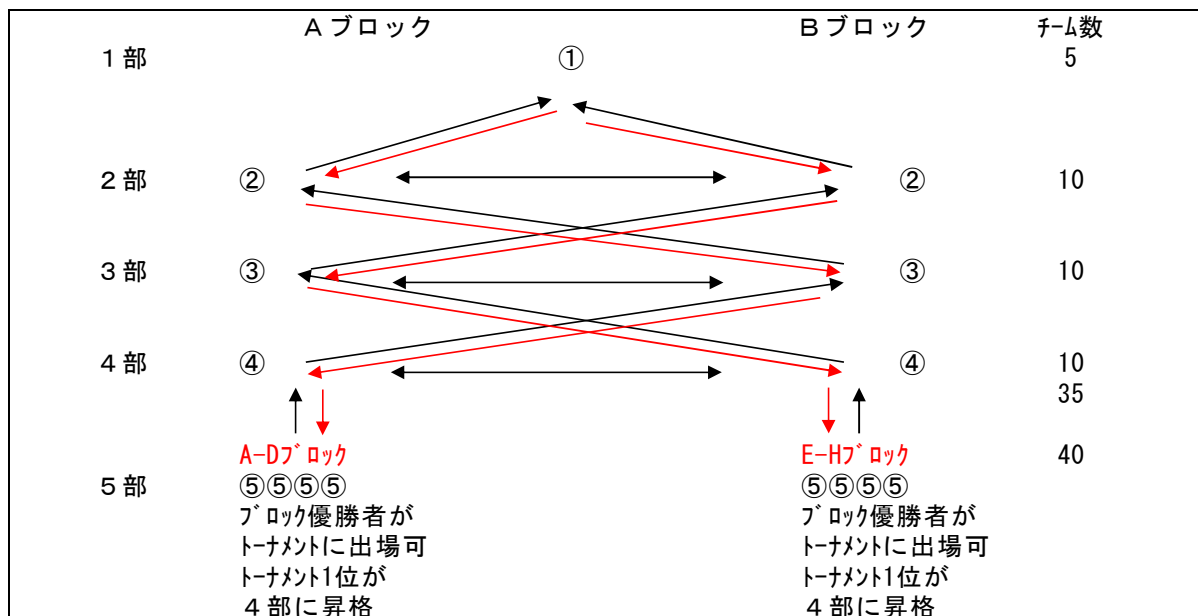 Aブロック Bブロック ﾁｰﾑ数
1部 ① 5
2部 ② ② 10
3部 ③ ③ 10
4部 ④ ④ 10
35
A-Dﾌﾞﾛｯｸ E-Hﾌﾞﾛｯｸ 40
5部 ⑤⑤⑤⑤ ⑤⑤⑤⑤
ﾌﾞﾛｯｸ優勝者が ﾌﾞﾛｯｸ優勝者が
ﾄｰﾅﾒﾝﾄに出場可 ﾄｰﾅﾒﾝﾄに出場可
ﾄｰﾅﾒﾝﾄ1位が ﾄｰﾅﾒﾝﾄ1位が
4部に昇格 4部に昇格